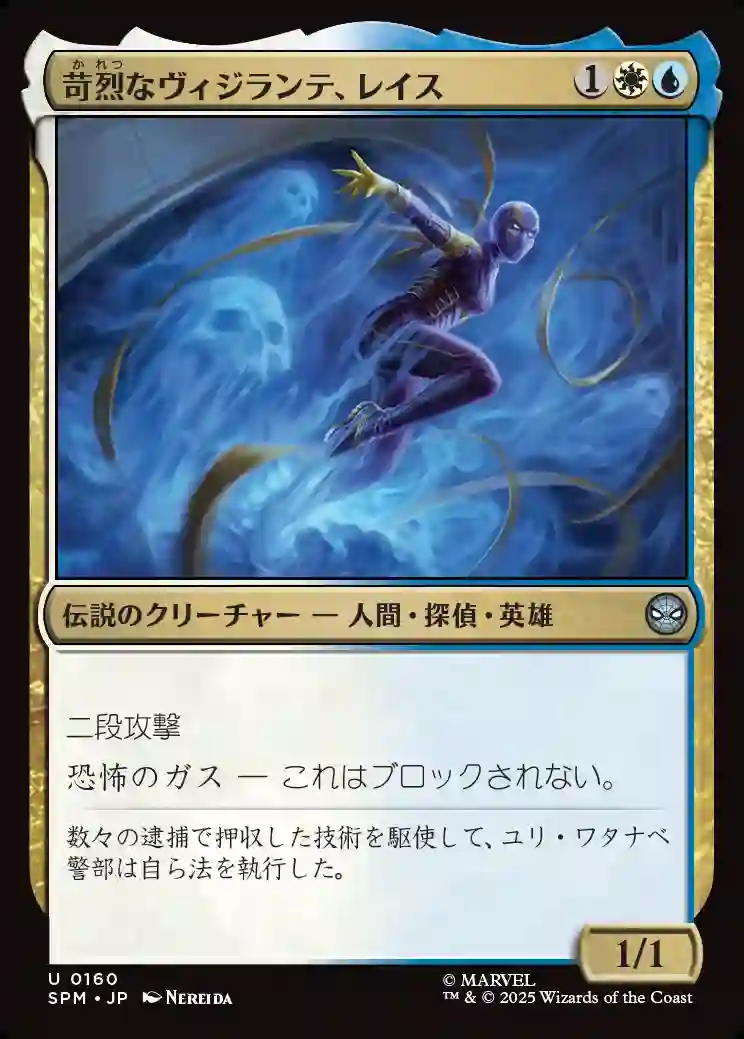 かれつ
苛烈なヴィジランテ、レイス 1
伝説のクリーチャー — 人間・探偵・英雄
二段攻撃
恐怖のガス — これはブロックされない。
数々の逮捕で押収した技術を駆使して、ユリ・ワタナベ
警部は自ら法を執行した。
1/1
U 0160
SPM • JP NEREIDA
© MARVEL
™ & © 2025 Wizards of the Coast